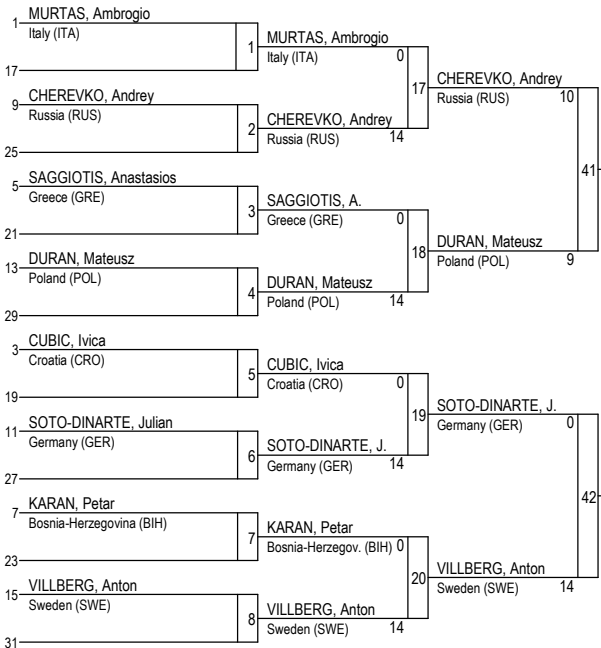 1 MURTAS, Ambrogio
Italy (ITA)
17
1
9 CHEREVKO, Andrey
Russia (RUS)
25
2
5 SAGGIOTIS, Anastasios
Greece (GRE)
21
3
13 DURAN, Mateusz
Poland (POL)
29
4
3 CUBIC, Ivica
Croatia (CRO)
19
5
11 SOTO-DINARTE, Julian
Germany (GER)
27
6
7 KARAN, Petar
Bosnia-Herzegovina (BIH)
23
7
15 VILLBERG, Anton
Sweden (SWE)
31
8
MURTAS, Ambrogio
Italy (ITA) 0
17
CHEREVKO, Andrey
Russia (RUS) 14
SAGGIOTIS, A.
Greece (GRE) 0
18
DURAN, Mateusz
Poland (POL) 14
CUBIC, Ivica
Croatia (CRO) 0
19
SOTO-DINARTE, J.
Germany (GER) 14
KARAN, Petar
Bosnia-Herzegov. (BIH) 0
20
VILLBERG, Anton
Sweden (SWE) 14
CHEREVKO, Andrey
Russia (RUS) 10
41
DURAN, Mateusz
Poland (POL) 9
SOTO-DINARTE, J.
Germany (GER) 0
42
VILLBERG, Anton
Sweden (SWE) 14